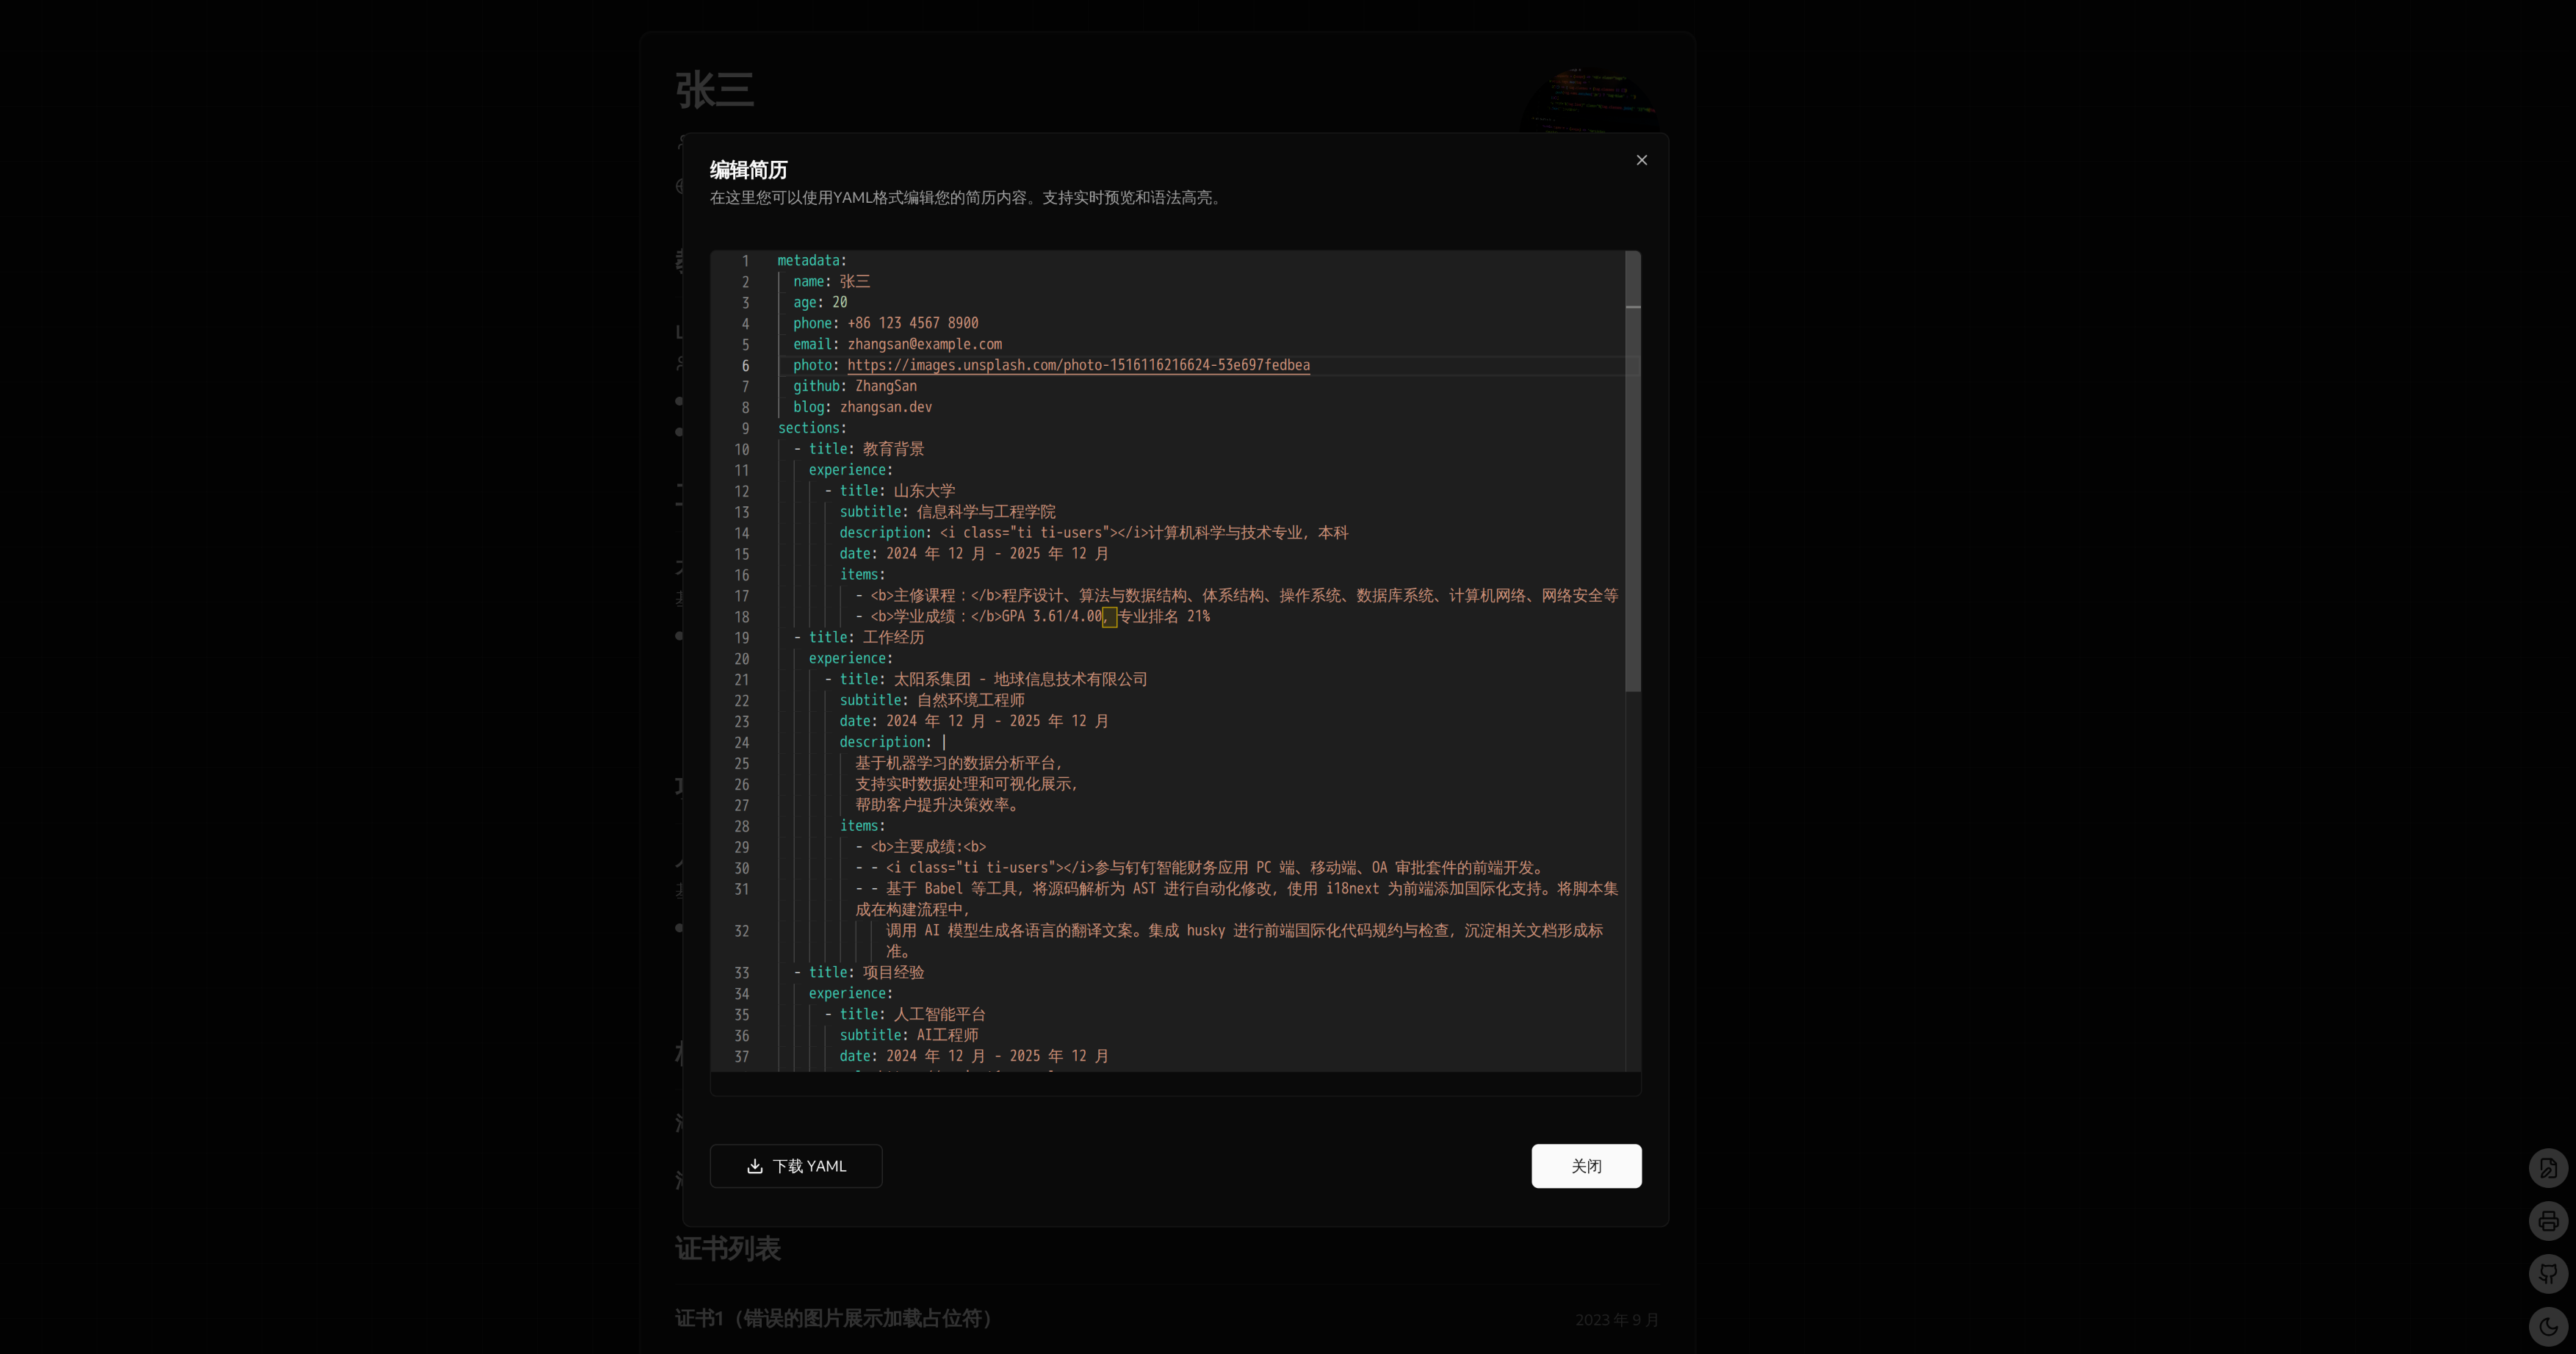 张三
编辑简历
在这里您可以使用YAML格式编辑您的简历内容。支持实时预览和语法高亮。
1 metadata:
2 name: 张三
3 age: 20
4 phone: +86 123 4567 8900
5 email: zhangsan@example.com
6 photo: https://images.unsplash.com/photo-1516116216624-53e697fedbea
7 github: ZhangSan
8 blog: zhangsan.dev
9 sections:
10 - title: 教育背景
11 experience:
12 - title: 山东大学
13 subtitle: 信息科学与工程学院
14 description: <i class="ti ti-users"></i>计算机科学与技术专业，本科
15 date: 2024 年 12 月 - 2025 年 12 月
16 items:
17 - <b>主修课程：</b>程序设计、算法与数据结构、体系结构、操作系统、数据库系统、计算机网络、网络安全等
18 - <b>学业成绩：</b>GPA 3.61/4.00，专业排名 21%
19 - title: 工作经历
20 experience:
21 - title: 太阳系集团 - 地球信息技术有限公司
22 subtitle: 自然环境工程师
23 date: 2024 年 12 月 - 2025 年 12 月
24 description: |
25 基于机器学习的数据分析平台，
26 支持实时数据处理和可视化展示，
27 帮助客户提升决策效率。
28 items:
29 - <b>主要成绩:<b>
30 - - <i class="ti ti-users"></i>参与钉钉智能财务应用 PC 端、移动端、OA 审批套件的前端开发。
31 - - 基于 Babel 等工具，将源码解析为 AST 进行自动化修改，使用 i18next 为前端添加国际化支持。将脚本集
成在构建流程中，
32 调用 AI 模型生成各语言的翻译文案。集成 husky 进行前端国际化代码规约与检查，沉淀相关文档形成标
准。
33 - title: 项目经验
34 experience:
35 - title: 人工智能平台
36 subtitle: AI工程师
37 date: 2024 年 12 月 - 2025 年 12 月
下载 YAML
关闭
证书列表
证书1（错误的图片展示加载占位符）
2023 年 9 月